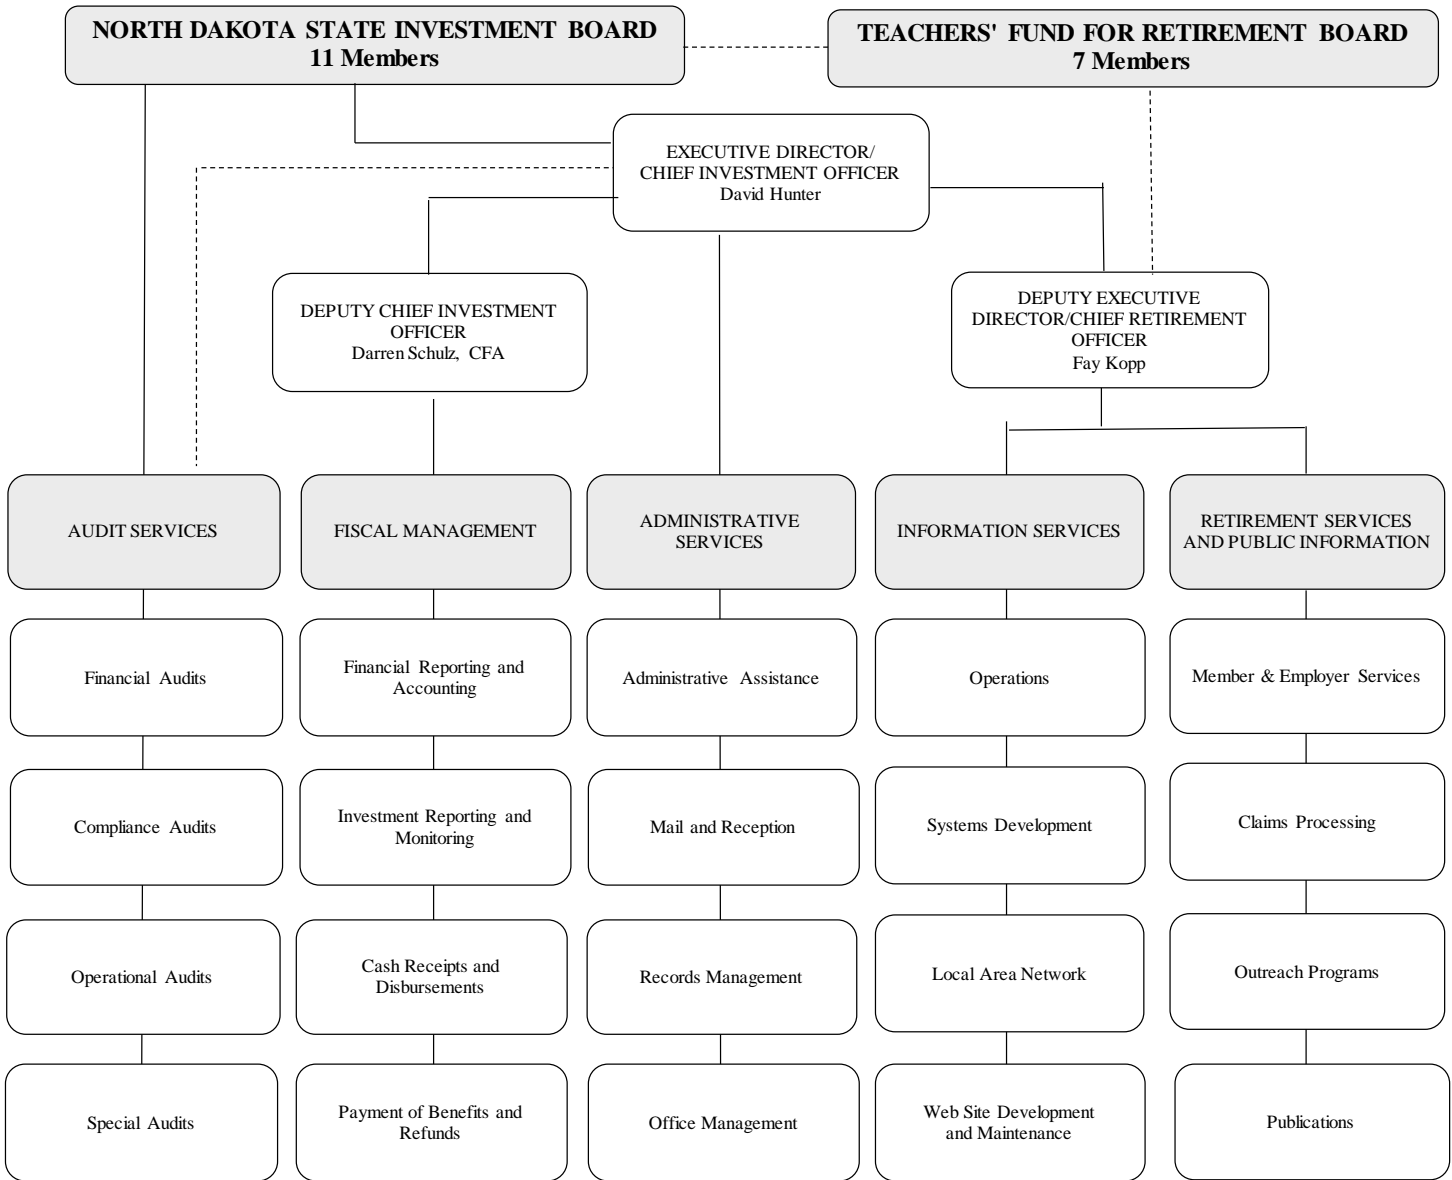 NORTH DAKOTA STATE INVESTMENT BOARD
11 Members
TEACHERS' FUND FOR RETIREMENT BOARD
7 Members
EXECUTIVE DIRECTOR/
CHIEF INVESTMENT OFFICER
David Hunter
DEPUTY CHIEF INVESTMENT
OFFICER
Darren Schulz, CFA
DEPUTY EXECUTIVE
DIRECTOR/CHIEF RETIREMENT
OFFICER
Fay Kopp
AUDIT SERVICES
FISCAL MANAGEMENT
ADMINISTRATIVE
SERVICES
INFORMATION SERVICES
RETIREMENT SERVICES
AND PUBLIC INFORMATION
Financial Audits
Financial Reporting and
Accounting
Administrative Assistance
Operations
Member & Employer Services
Compliance Audits
Investment Reporting and
Monitoring
Mail and Reception
Systems Development
Claims Processing
Operational Audits
Cash Receipts and
Disbursements
Records Management
Local Area Network
Outreach Programs
Special Audits
Payment of Benefits and
Refunds
Office Management
Web Site Development
and Maintenance
Publications